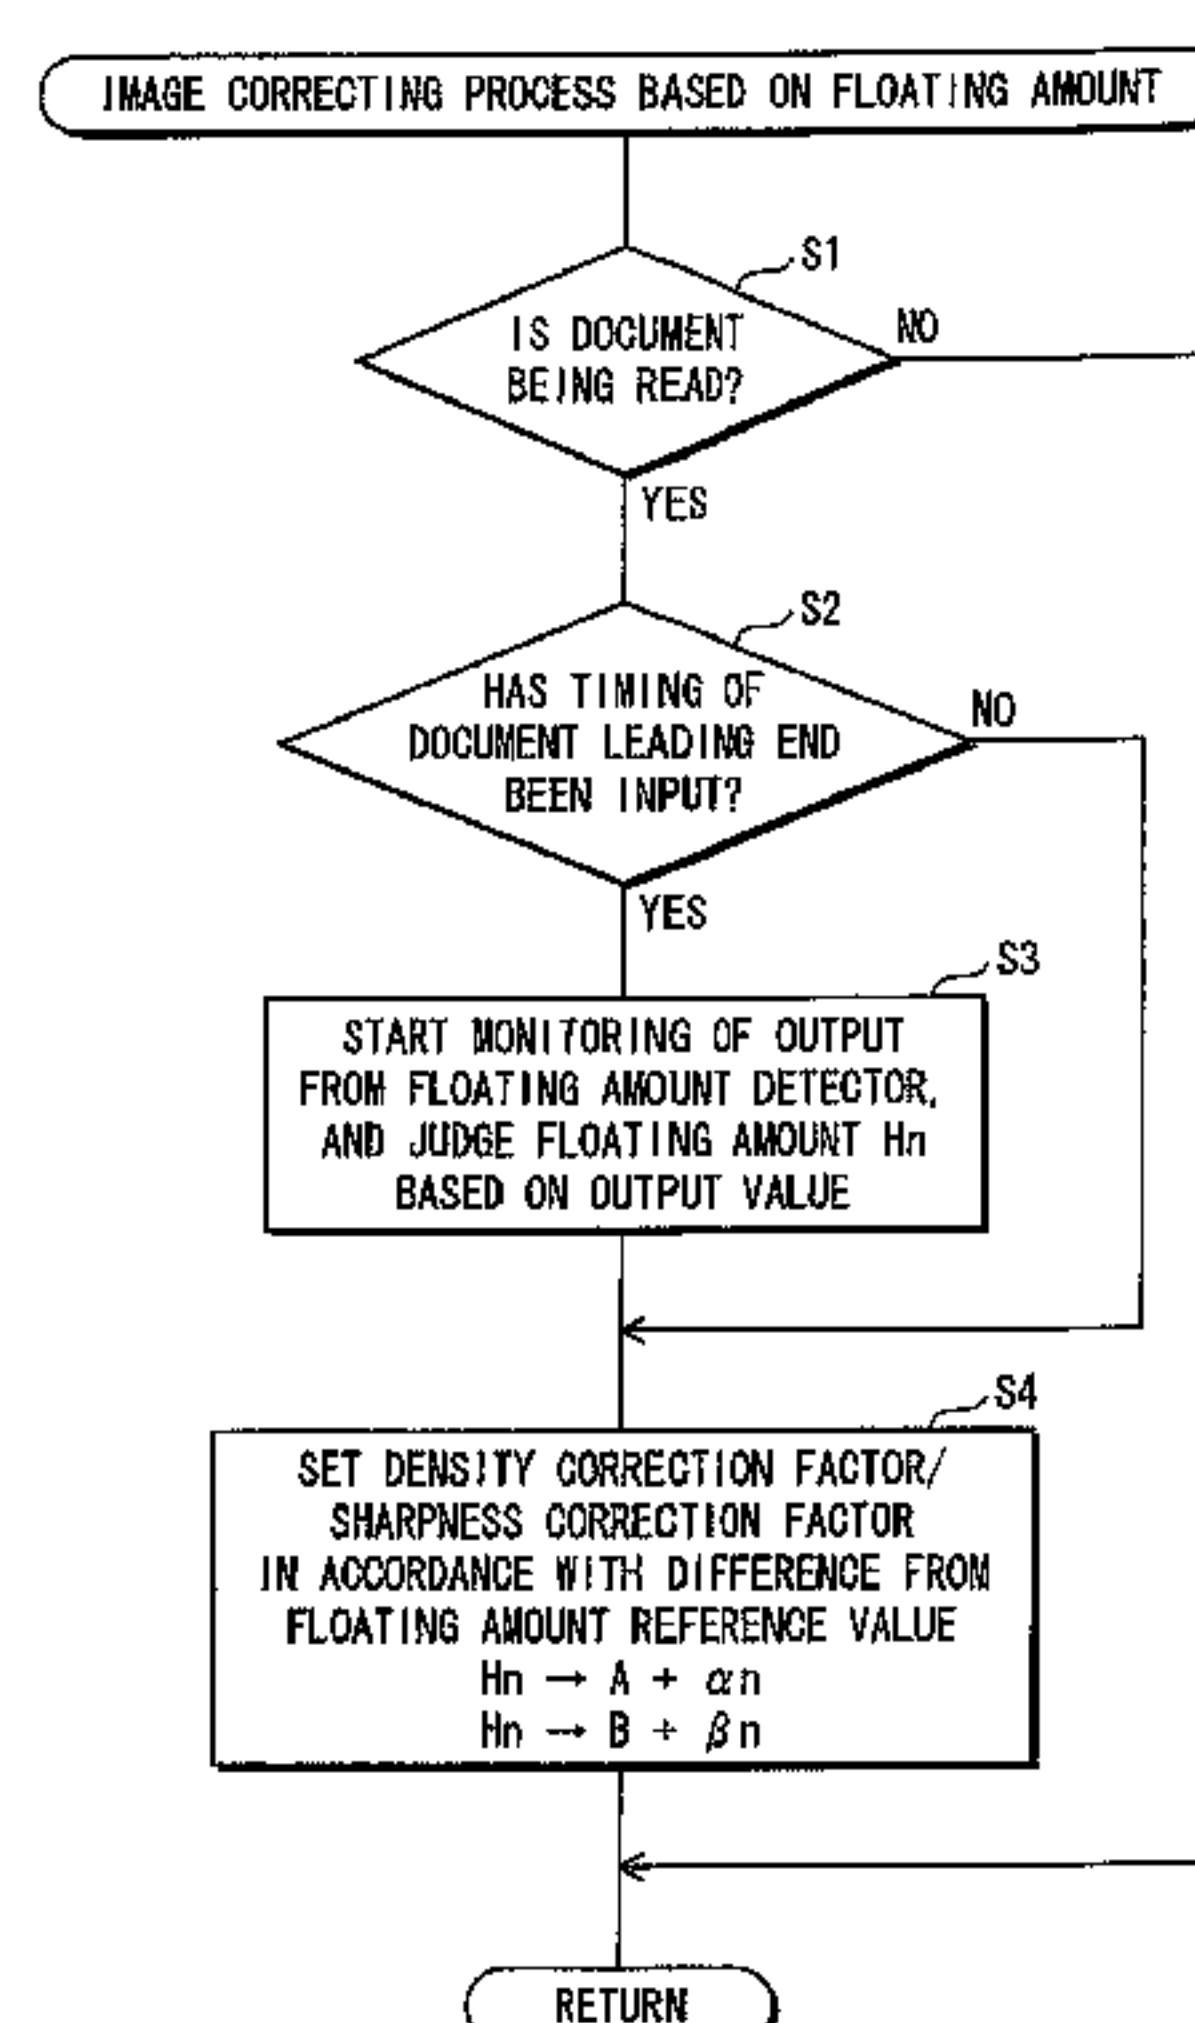 IMAGE CORRECTING PROCESS BASED ON FLOATING AMOUNT
S1
IS DOCUMENT
BEING READ?
NO
YES
S2
HAS TIMING OF
DOCUMENT LEADING END
BEEN INPUT?
NO
YES
S3
START MONITORING OF OUTPUT
FROM FLOATING AMOUNT DETECTOR,
AND JUDGE FLOATING AMOUNT Hn
BASED ON OUTPUT VALUE
S4
SET DENSITY CORRECTION FACTOR/
SHARPNESS CORRECTION FACTOR
IN ACCORDANCE WITH DIFFERENCE FROM
FLOATING AMOUNT REFERENCE VALUE
Hn → A + αn
Hn → B + βn
RETURN